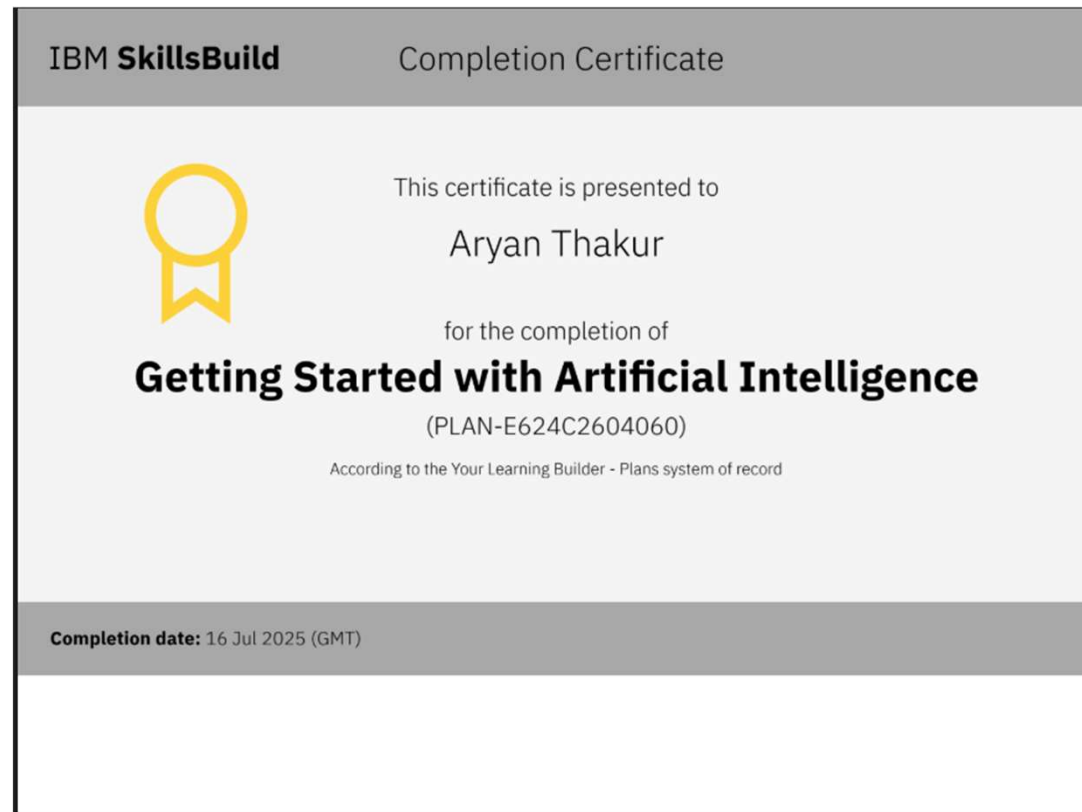 IBM SkillsBuild
Completion Certificate
This certificate is presented to
Aryan Thakur
for the completion of
Getting Started with Artificial Intelligence
(PLAN-E624C2604060)
According to the Your Learning Builder - Plans system of record
Completion date: 16 Jul 2025 (GMT)